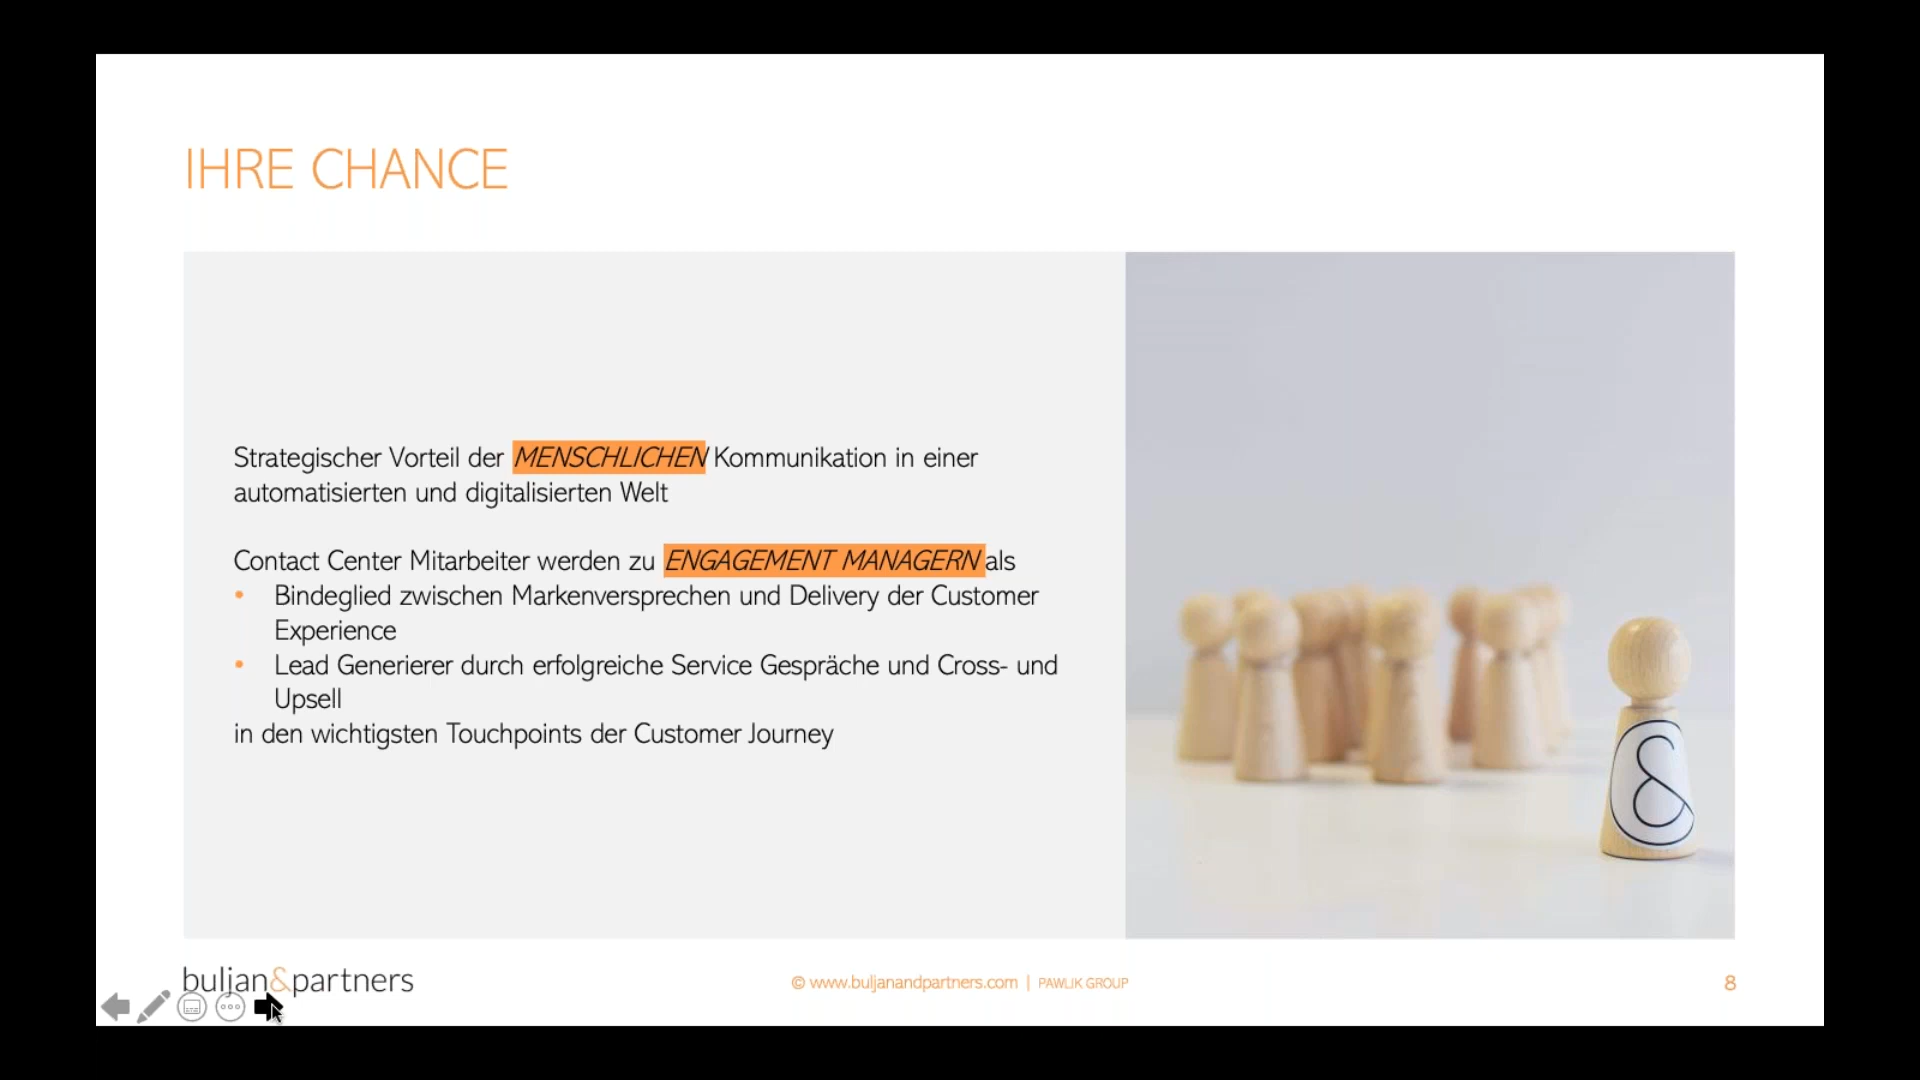 IHRE CHANCE
Strategischer Vorteil der MENSCHLICHEN Kommunikation in einer
automatisierten und digitalisierten Welt
Contact Center Mitarbeiter werden zu ENGAGEMENT MANAGERN als
• Bindeglied zwischen Markenversprechen und Delivery der Customer
Experience
• Lead Generierer durch erfolgreiche Service Gespräche und Cross- und
Upsell
in den wichtigsten Touchpoints der Customer Journey
&
buljan&partners
© www.buljanandpartners.com | PAWLIK GROUP
8